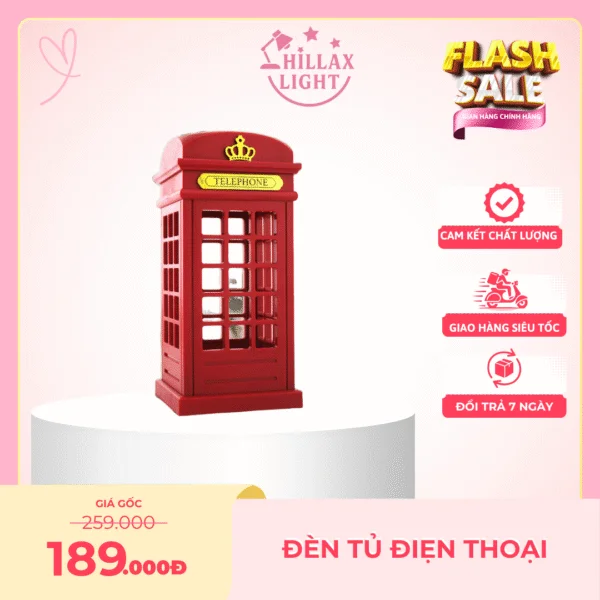 CHILLAX
LIGHT
FLASH
SALE
GIAN HÀNG CHÍNH HÃNG
TELEPHONE
CAM KẾT CHẤT LƯỢNG
GIAO HÀNG SIÊU TỐC
ĐỔI TRẢ 7 NGÀY
GIÁ GỐC
259.000
189.000Đ
ĐÈN TỦ ĐIỆN THOẠI